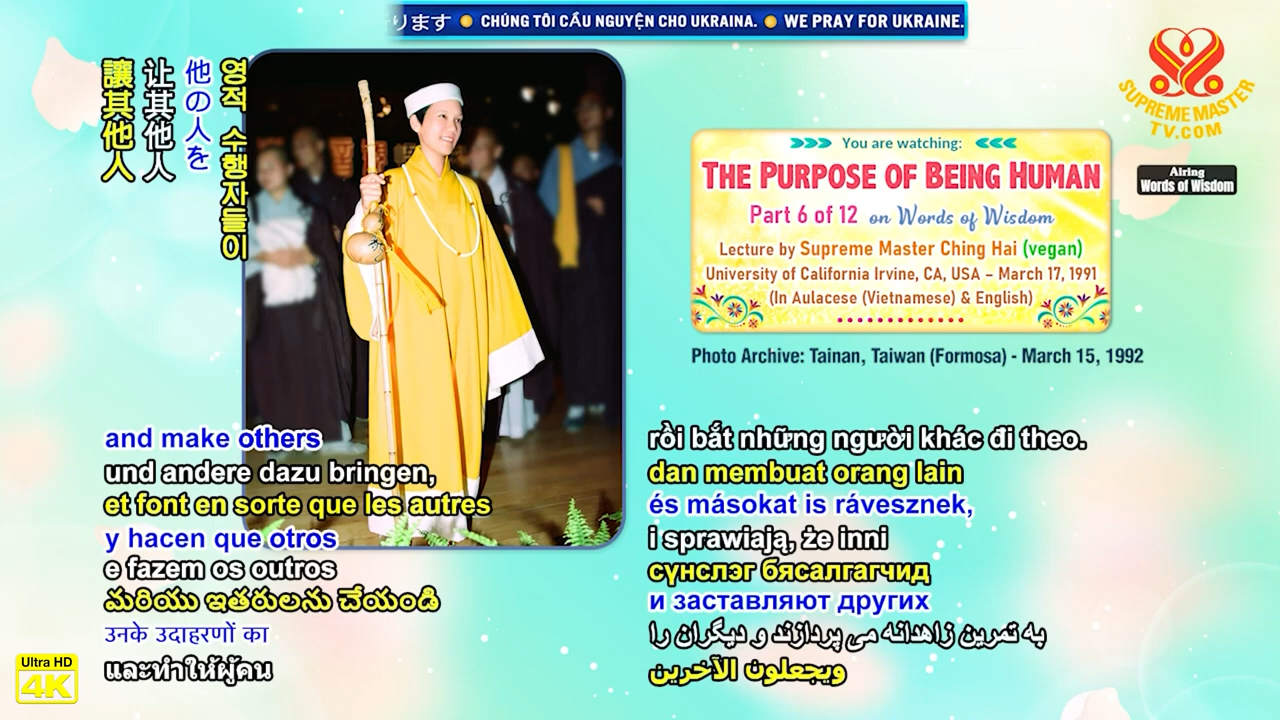 ります ● CHÚNG TÔI CẦU NGUYỆN CHO UKRAINA. ● WE PRAY FOR UKRAINE.
SUPREME MASTER
TV.COM
Airing
Words of Wisdom
You are watching:
THE PURPOSE OF BEING HUMAN
Part 6 of 12 on Words of Wisdom
Lecture by Supreme Master Ching Hai (vegan)
University of California Irvine, CA, USA – March 17, 1991
(In Aulacese (Vietnamese) & English)
Photo Archive: Tainan, Taiwan (Formosa) - March 15, 1992
讓其他人
让其他人
他の人を
영적 수행자들이
and make others
und andere dazu bringen,
et font en sorte que les autres
y hacen que otros
e fazem os outros
మరియు ఇతరులను చేయండి
उनके उदाहरणों का
และทำให้ผู้คน
rồi bắt những người khác đi theo.
dan membuat orang lain
és másokat is rávesznek,
i sprawiają, że inni
сүнслэг бясалгагчид
и заставляют других
به تمرین زاهدانه می پردازند و دیگران را
ويجعلون الآخرين
Ultra HD
4K